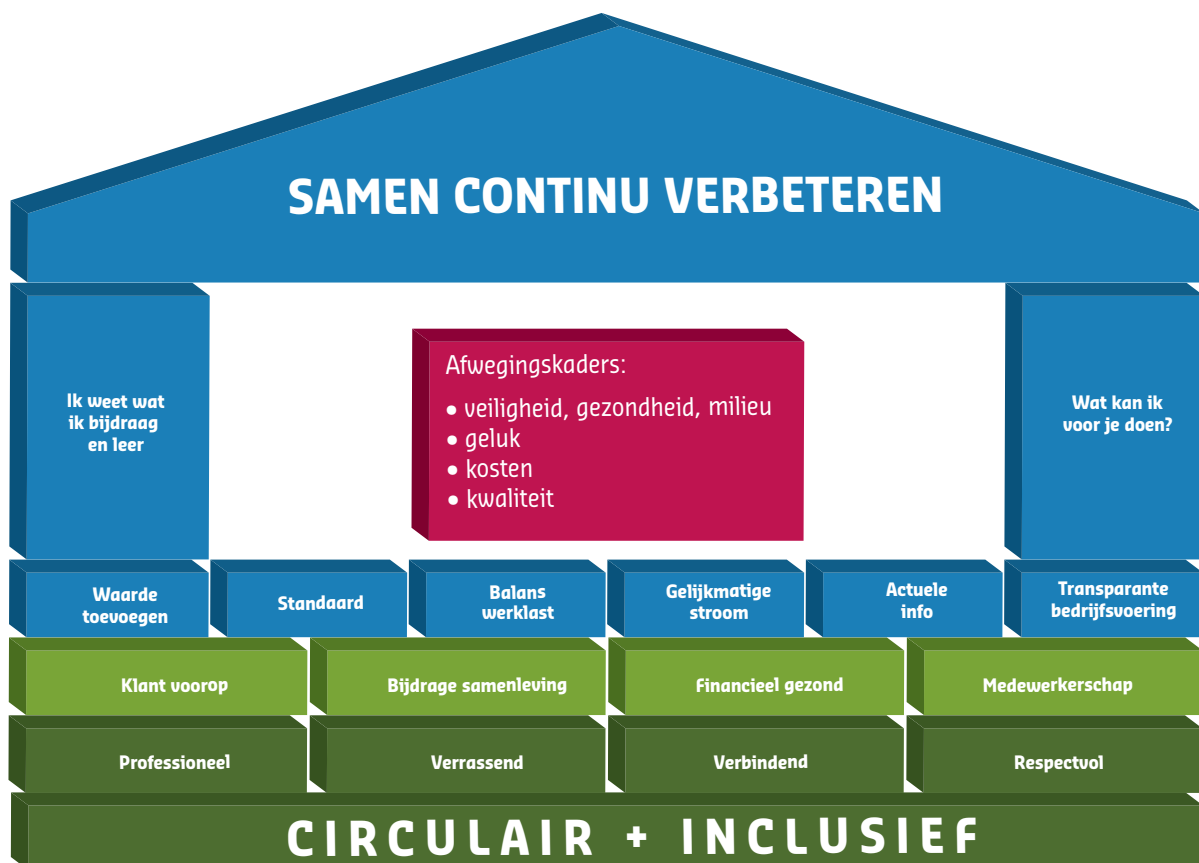 SAMEN CONTINU VERBETEREN
Ik weet wat
ik bijdraag
en leer
Afwegingskaders:
• veiligheid, gezondheid, milieu
• geluk
• kosten
• kwaliteit
Wat kan ik
voor je doen?
Waarde
toevoegen
Standaard
Balans
werklast
Gelijkmatige
stroom
Actuele
info
Transparante
bedrijfsvoering
Klant voorop
Bijdrage samenleving
Financieel gezond
Medewerkerschap
Professioneel
Verrassend
Verbindend
Respectvol
CIRCULAIR + INCLUSIEF